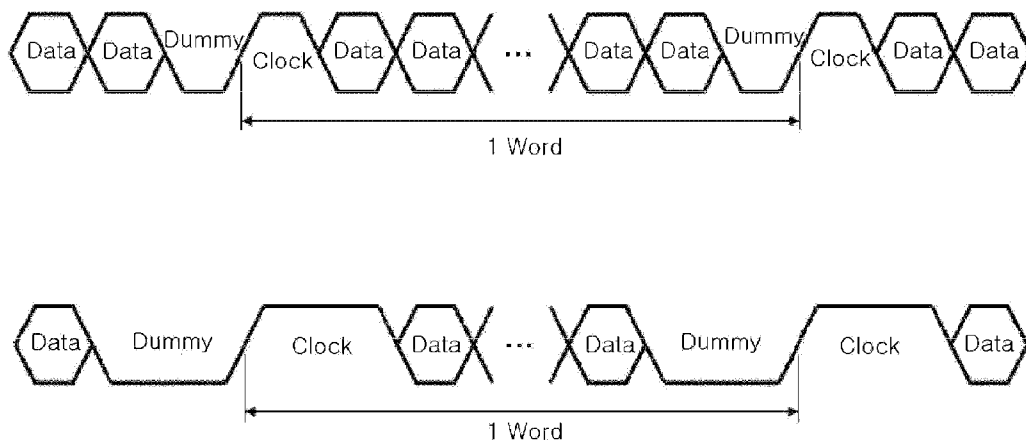 Data Data Dummy Clock Data Data ... Data Data Dummy Clock Data Data
1 Word
Data Dummy Clock Data ... Data Dummy Clock Data
1 Word